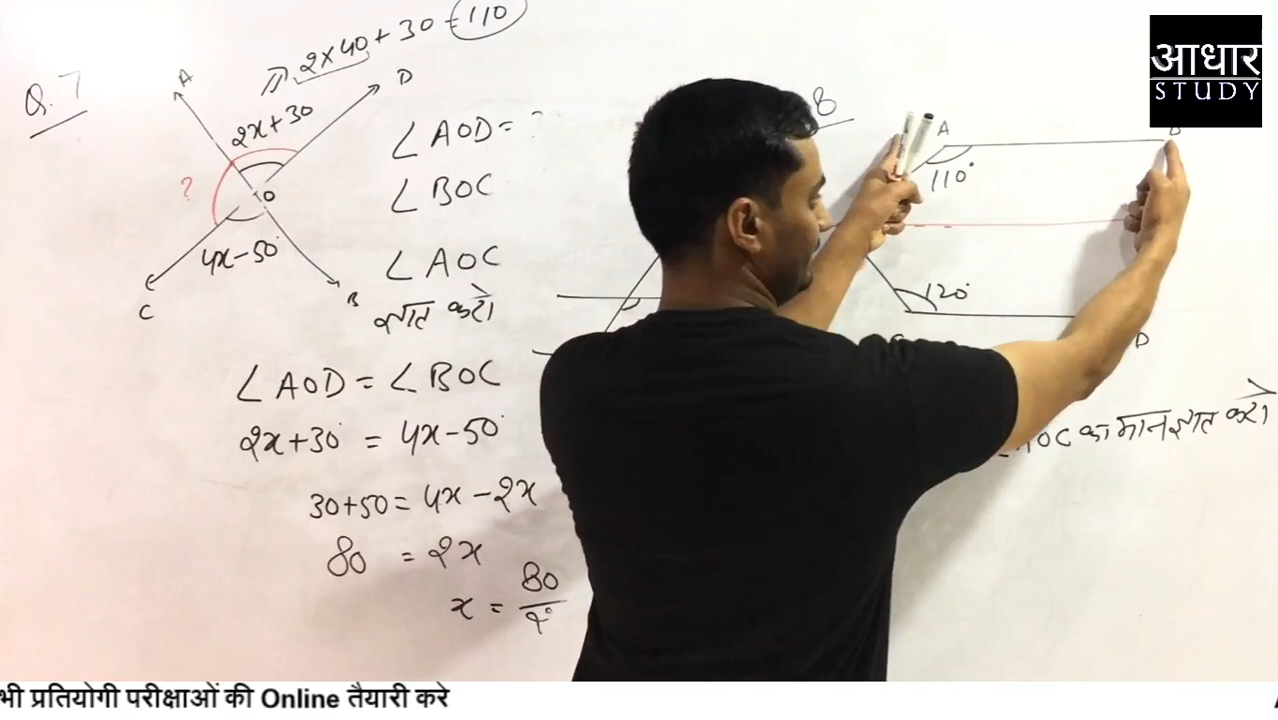 Q.7
⇒ 2×40+30 = 110
A
D
2x+30
?
O
4x-50°
C
B
∠AOD = ?
∠BOC
∠AOC
ज्ञात करो
∠AOD = ∠BOC
2x+30° = 4x-50°
30+50 = 4x-2x
80 = 2x
x = 80/2
8
A
110°
120°
D
∠AOC का मान ज्ञात करो
आधार
STUDY
भी प्रतियोगी परीक्षाओं की Online तैयारी करे